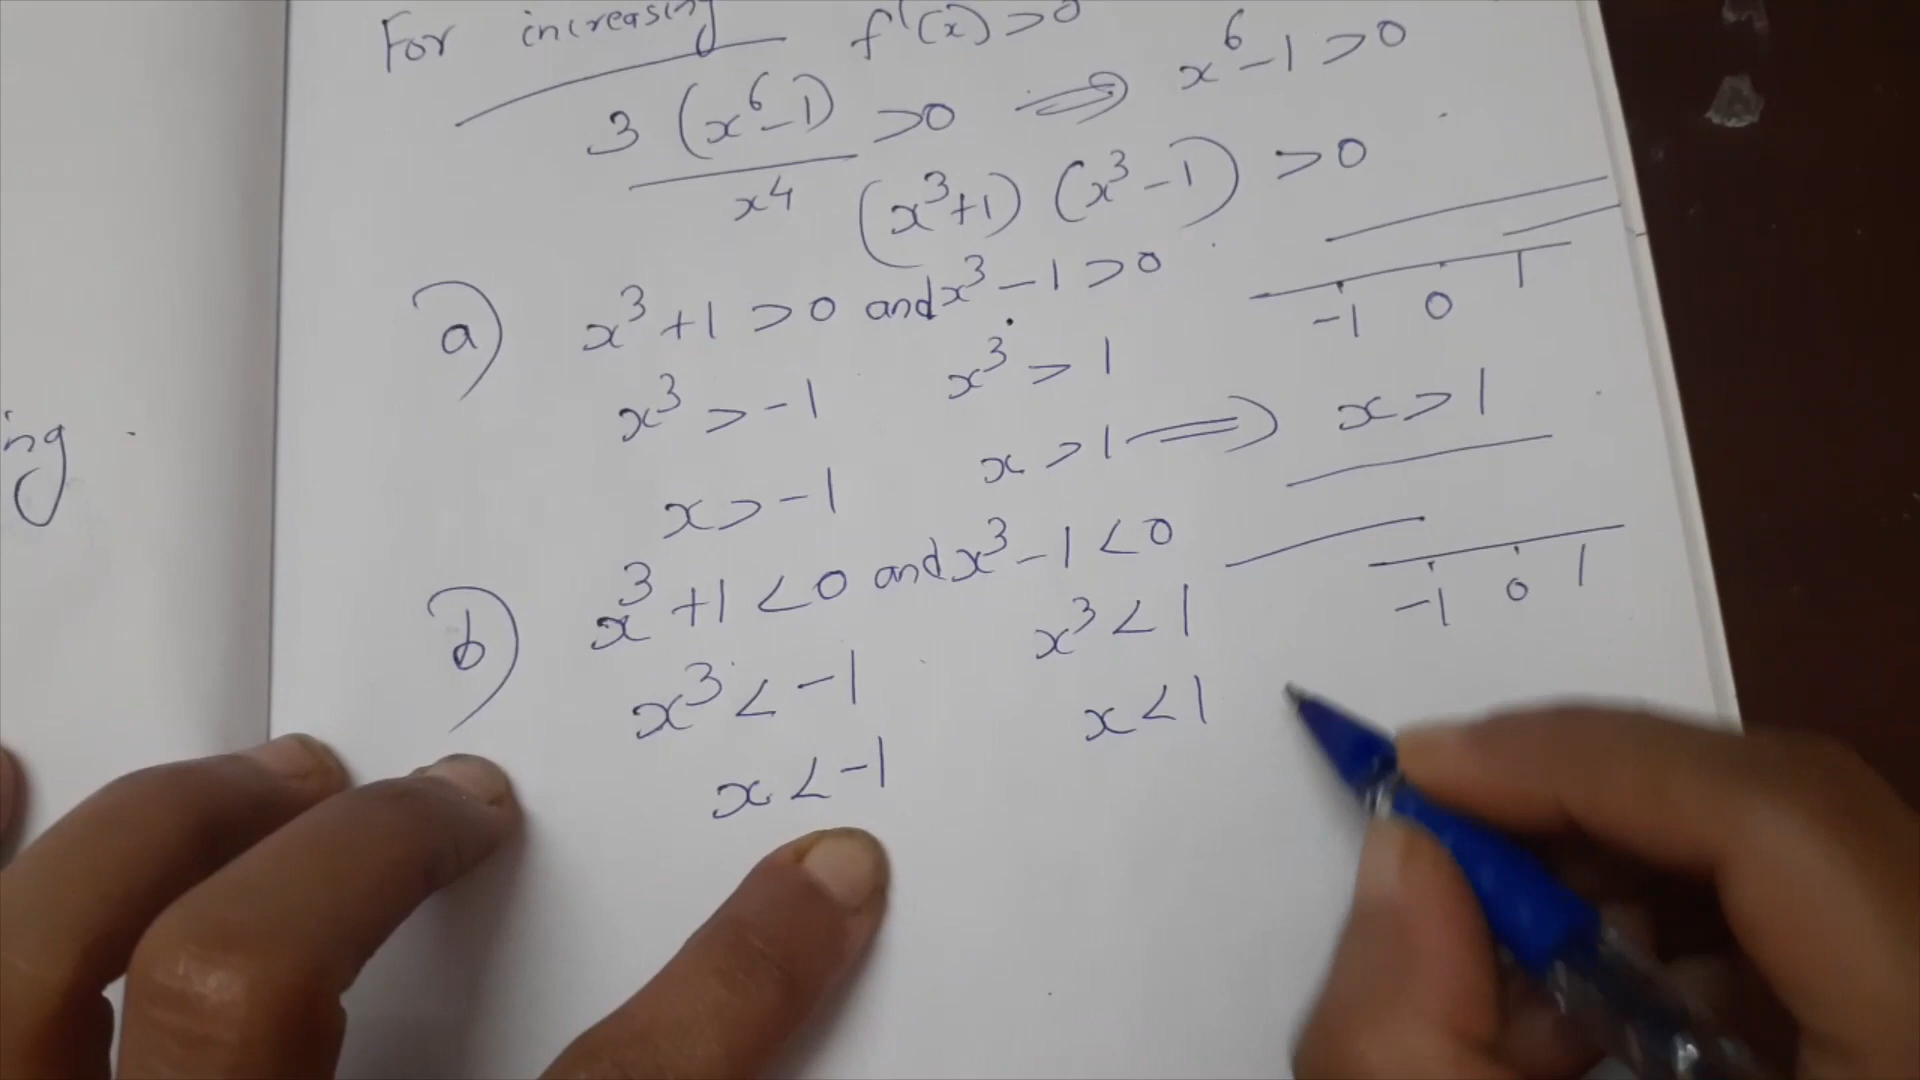 For increasing f'(x) > 0
3 (x⁶-1) / x⁴ > 0 ⟹ x⁶-1 > 0
(x³+1) (x³-1) > 0
a) x³+1 > 0 and x³-1 > 0
-1 0 1
x³ > -1 x³ > 1
x > -1 x > 1 ⟹ x > 1
b) x³+1 < 0 and x³-1 < 0
-1 0 1
x³ < -1 x³ < 1
x < -1 x < 1
ng